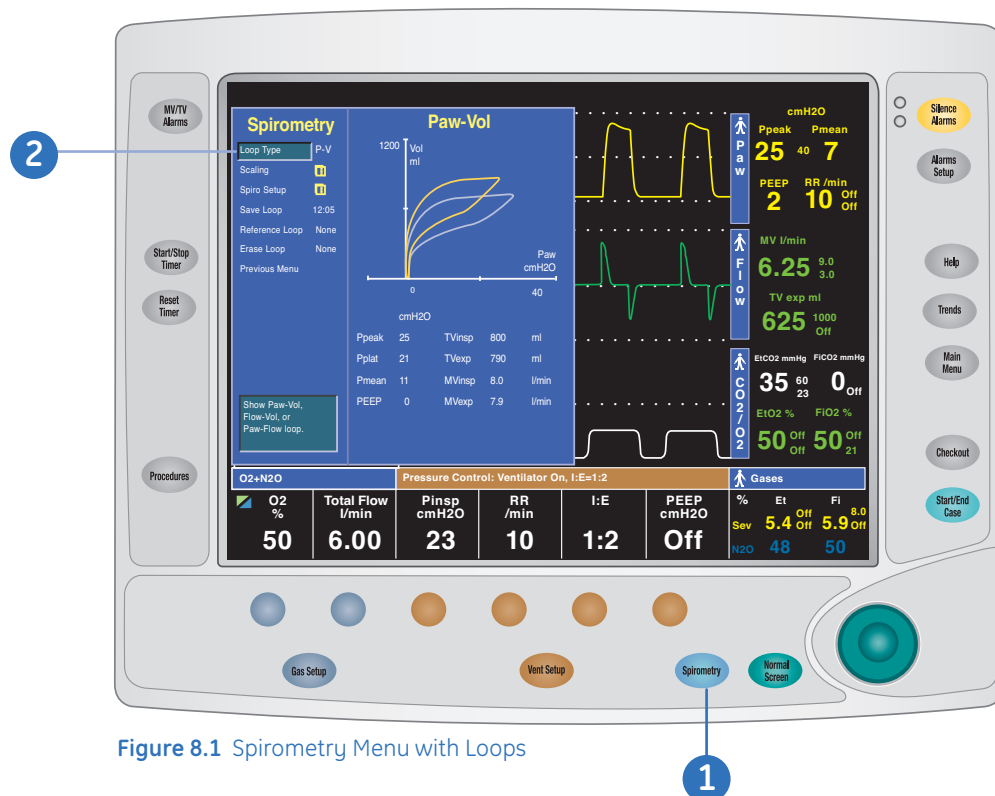 MV/TV
Alarms
Start/Stop
Timer
Reset
Timer
Procedures
2
Spirometry
Loop Type P-V
Scaling
Spiro Setup
Save Loop 12:05
Reference Loop None
Erase Loop None
Previous Menu
Show Paw-Vol,
Flow-Vol, or
Paw-Flow loop.
Paw-Vol
1200 Vol
ml
Paw
cmH2O
0 40
cmH2O
Ppeak 25 TVinsp 800 ml
Pplat 21 TVexp 790 ml
Pmean 11 MVinsp 8.0 l/min
PEEP 0 MVexp 7.9 l/min
Paw
cmH2O
Ppeak Pmean
25 40 7
PEEP RR /min
2 10 Off
Off
Flow
MV l/min
6.25 9.0
3.0
TV exp ml
625 1000
Off
CO2/O2
EtCO2 mmHg FiCO2 mmHg
35 60
23 0 Off
EtO2 % FiO2 %
50 Off
Off 50 Off
21
O2+N2O
Pressure Control: Ventilator On, I:E=1:2
Gases
O2
%
50
Total Flow
l/min
6.00
Pinsp
cmH2O
23
RR
/min
10
I:E
1:2
PEEP
cmH2O
Off
% Et Fi
Sev 5.4 Off
Off 5.9 8.0
Off
N2O 48 50
Silence
Alarms
Alarms
Setup
Help
Trends
Main
Menu
Checkout
Start/End
Case
Gas Setup
Vent Setup
Spirometry
Normal
Screen
Figure 8.1 Spirometry Menu with Loops
1